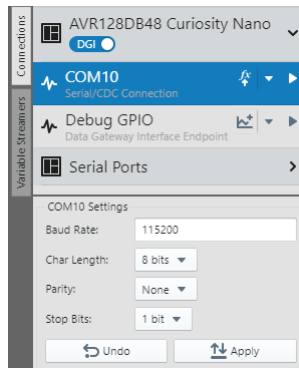 Connections
Variable Streamers
AVR128DB48 Curiosity Nano
DGI
COM10
Serial/CDC Connection
Debug GPIO
Data Gateway Interface Endpoint
Serial Ports
COM10 Settings
Baud Rate: 115200
Char Length: 8 bits
Parity: None
Stop Bits: 1 bit
Undo Apply